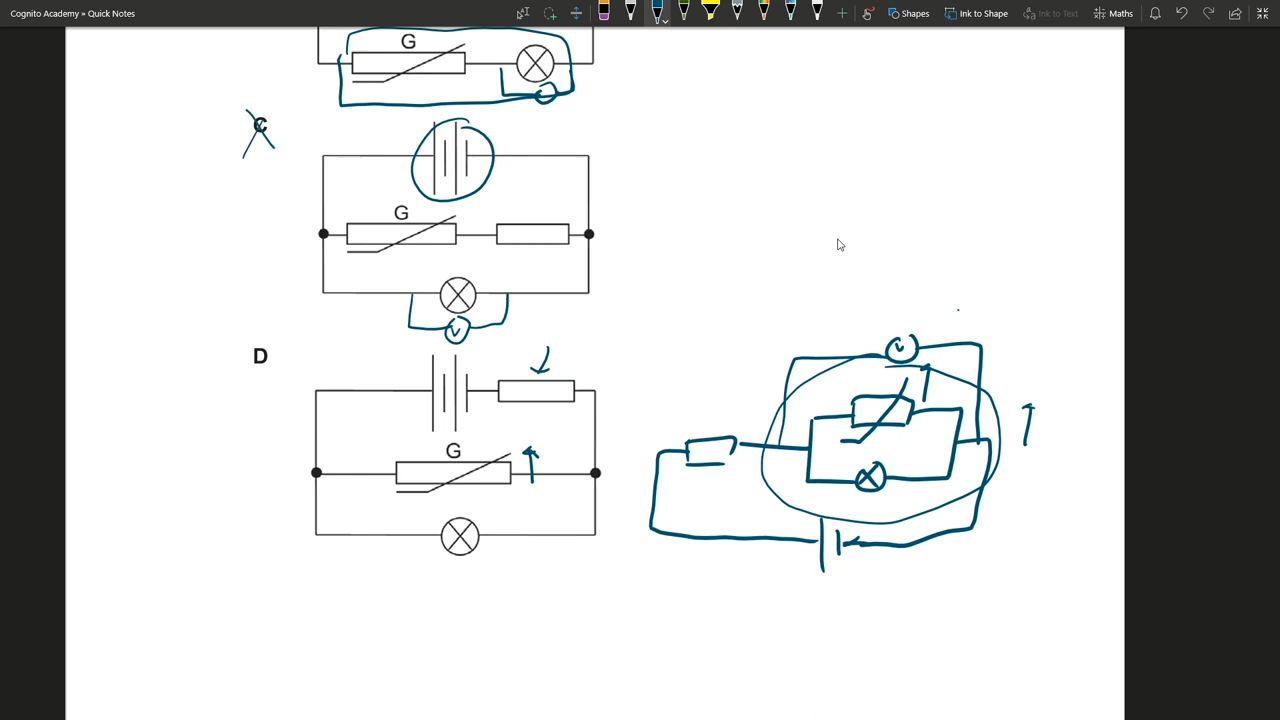 Cognito Academy » Quick Notes
Shapes
Ink to Shape
Ink to Text
Maths
G
C
G
V
D
G
V